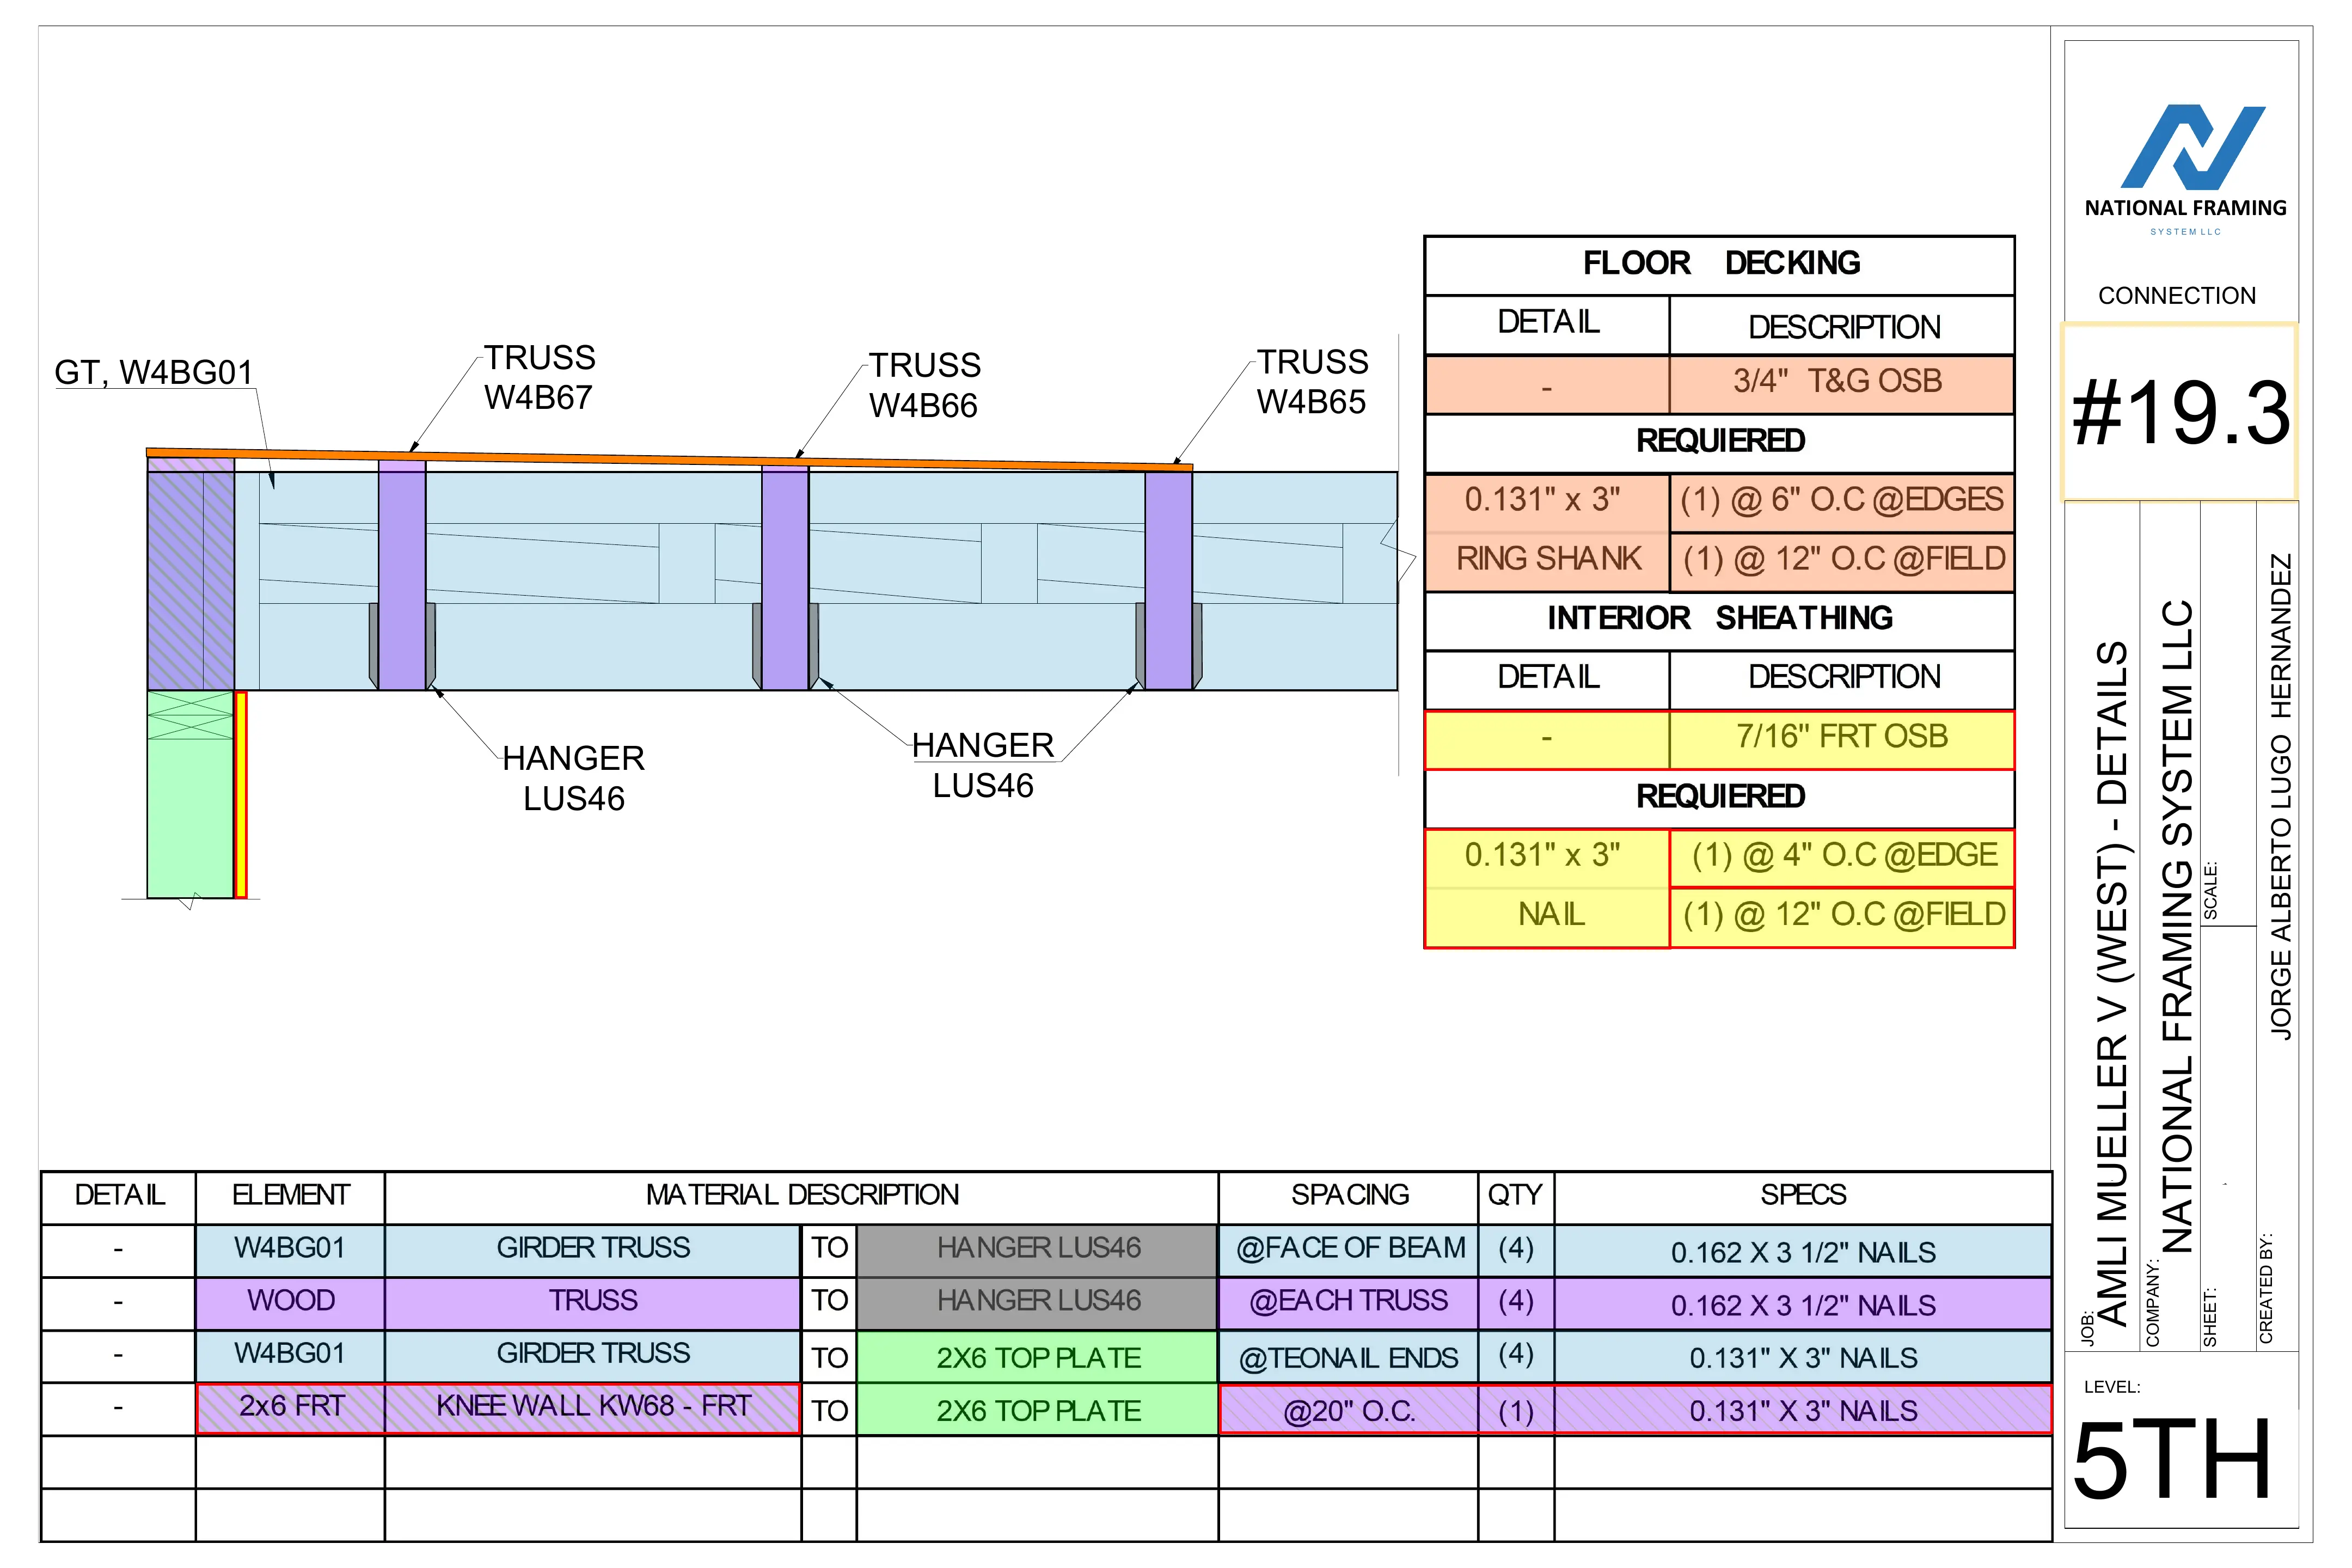 GT, W4BG01
TRUSS
W4B67
TRUSS
W4B66
TRUSS
W4B65
HANGER
LUS46
HANGER
LUS46
FLOOR DECKING
DETAIL DESCRIPTION
- 3/4" T&G OSB
REQUIERED
0.131" x 3" (1) @ 6" O.C @EDGES
RING SHANK (1) @ 12" O.C @FIELD
INTERIOR SHEATHING
DETAIL DESCRIPTION
- 7/16" FRT OSB
REQUIERED
0.131" x 3" (1) @ 4" O.C @EDGE
NAIL (1) @ 12" O.C @FIELD
DETAIL ELEMENT MATERIAL DESCRIPTION SPACING QTY SPECS
- W4BG01 GIRDER TRUSS TO HANGER LUS46 @FACE OF BEAM (4) 0.162 X 3 1/2" NAILS
- WOOD TRUSS TO HANGER LUS46 @EACH TRUSS (4) 0.162 X 3 1/2" NAILS
- W4BG01 GIRDER TRUSS TO 2X6 TOP PLATE @TEONAIL ENDS (4) 0.131" X 3" NAILS
- 2x6 FRT KNEE WALL KW68 - FRT TO 2X6 TOP PLATE @20" O.C. (1) 0.131" X 3" NAILS
NATIONAL FRAMING
SYSTEM LLC
CONNECTION
#19.3
JOB:
AMLI MUELLER V (WEST) - DETAILS
COMPANY:
NATIONAL FRAMING SYSTEM LLC
SCALE:
SHEET:
CREATED BY:
JORGE ALBERTO LUGO HERNANDEZ
LEVEL:
5TH